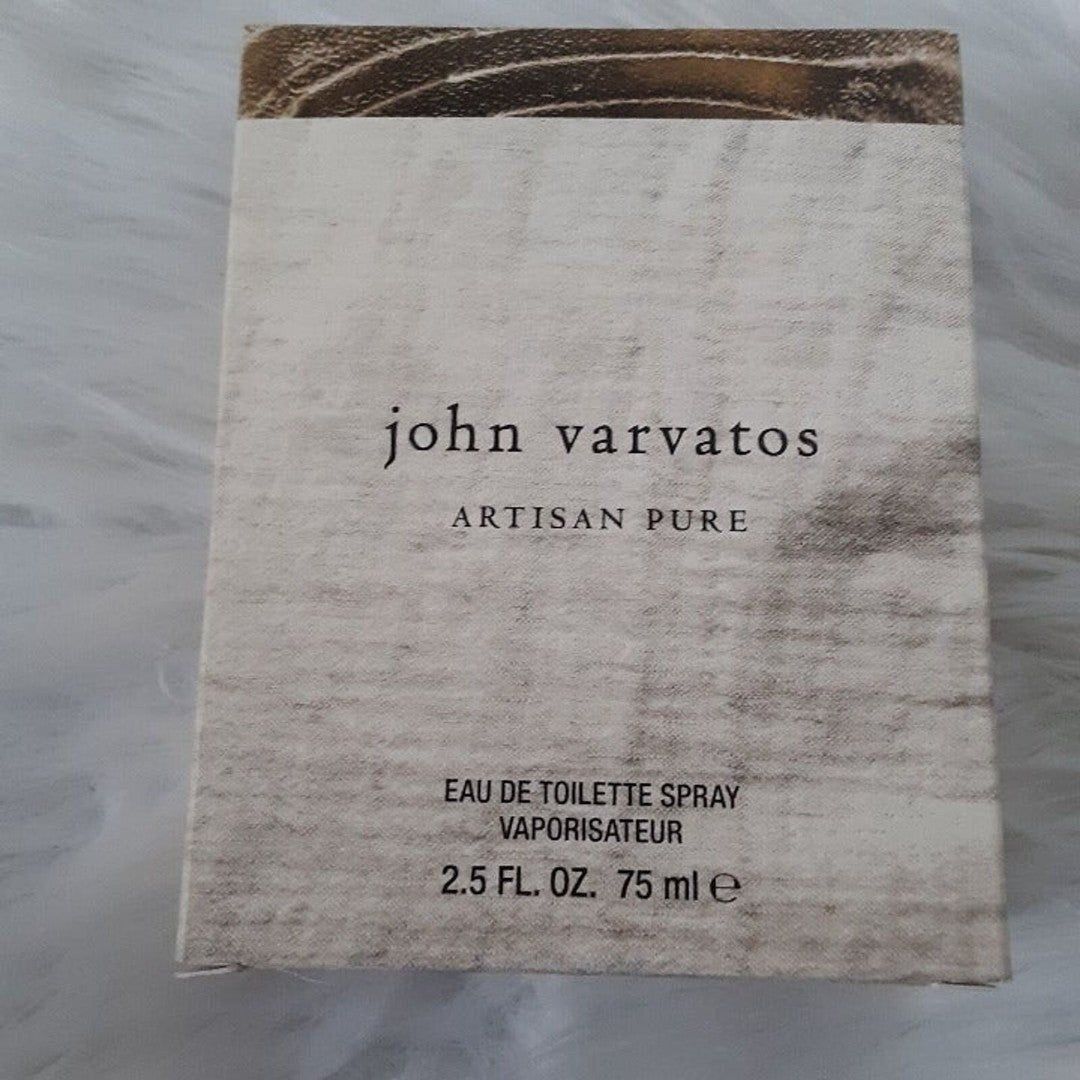 john varvatos
ARTISAN PURE
EAU DE TOILETTE SPRAY
VAPORISATEUR
2.5 FL. OZ. 75 ml ℮